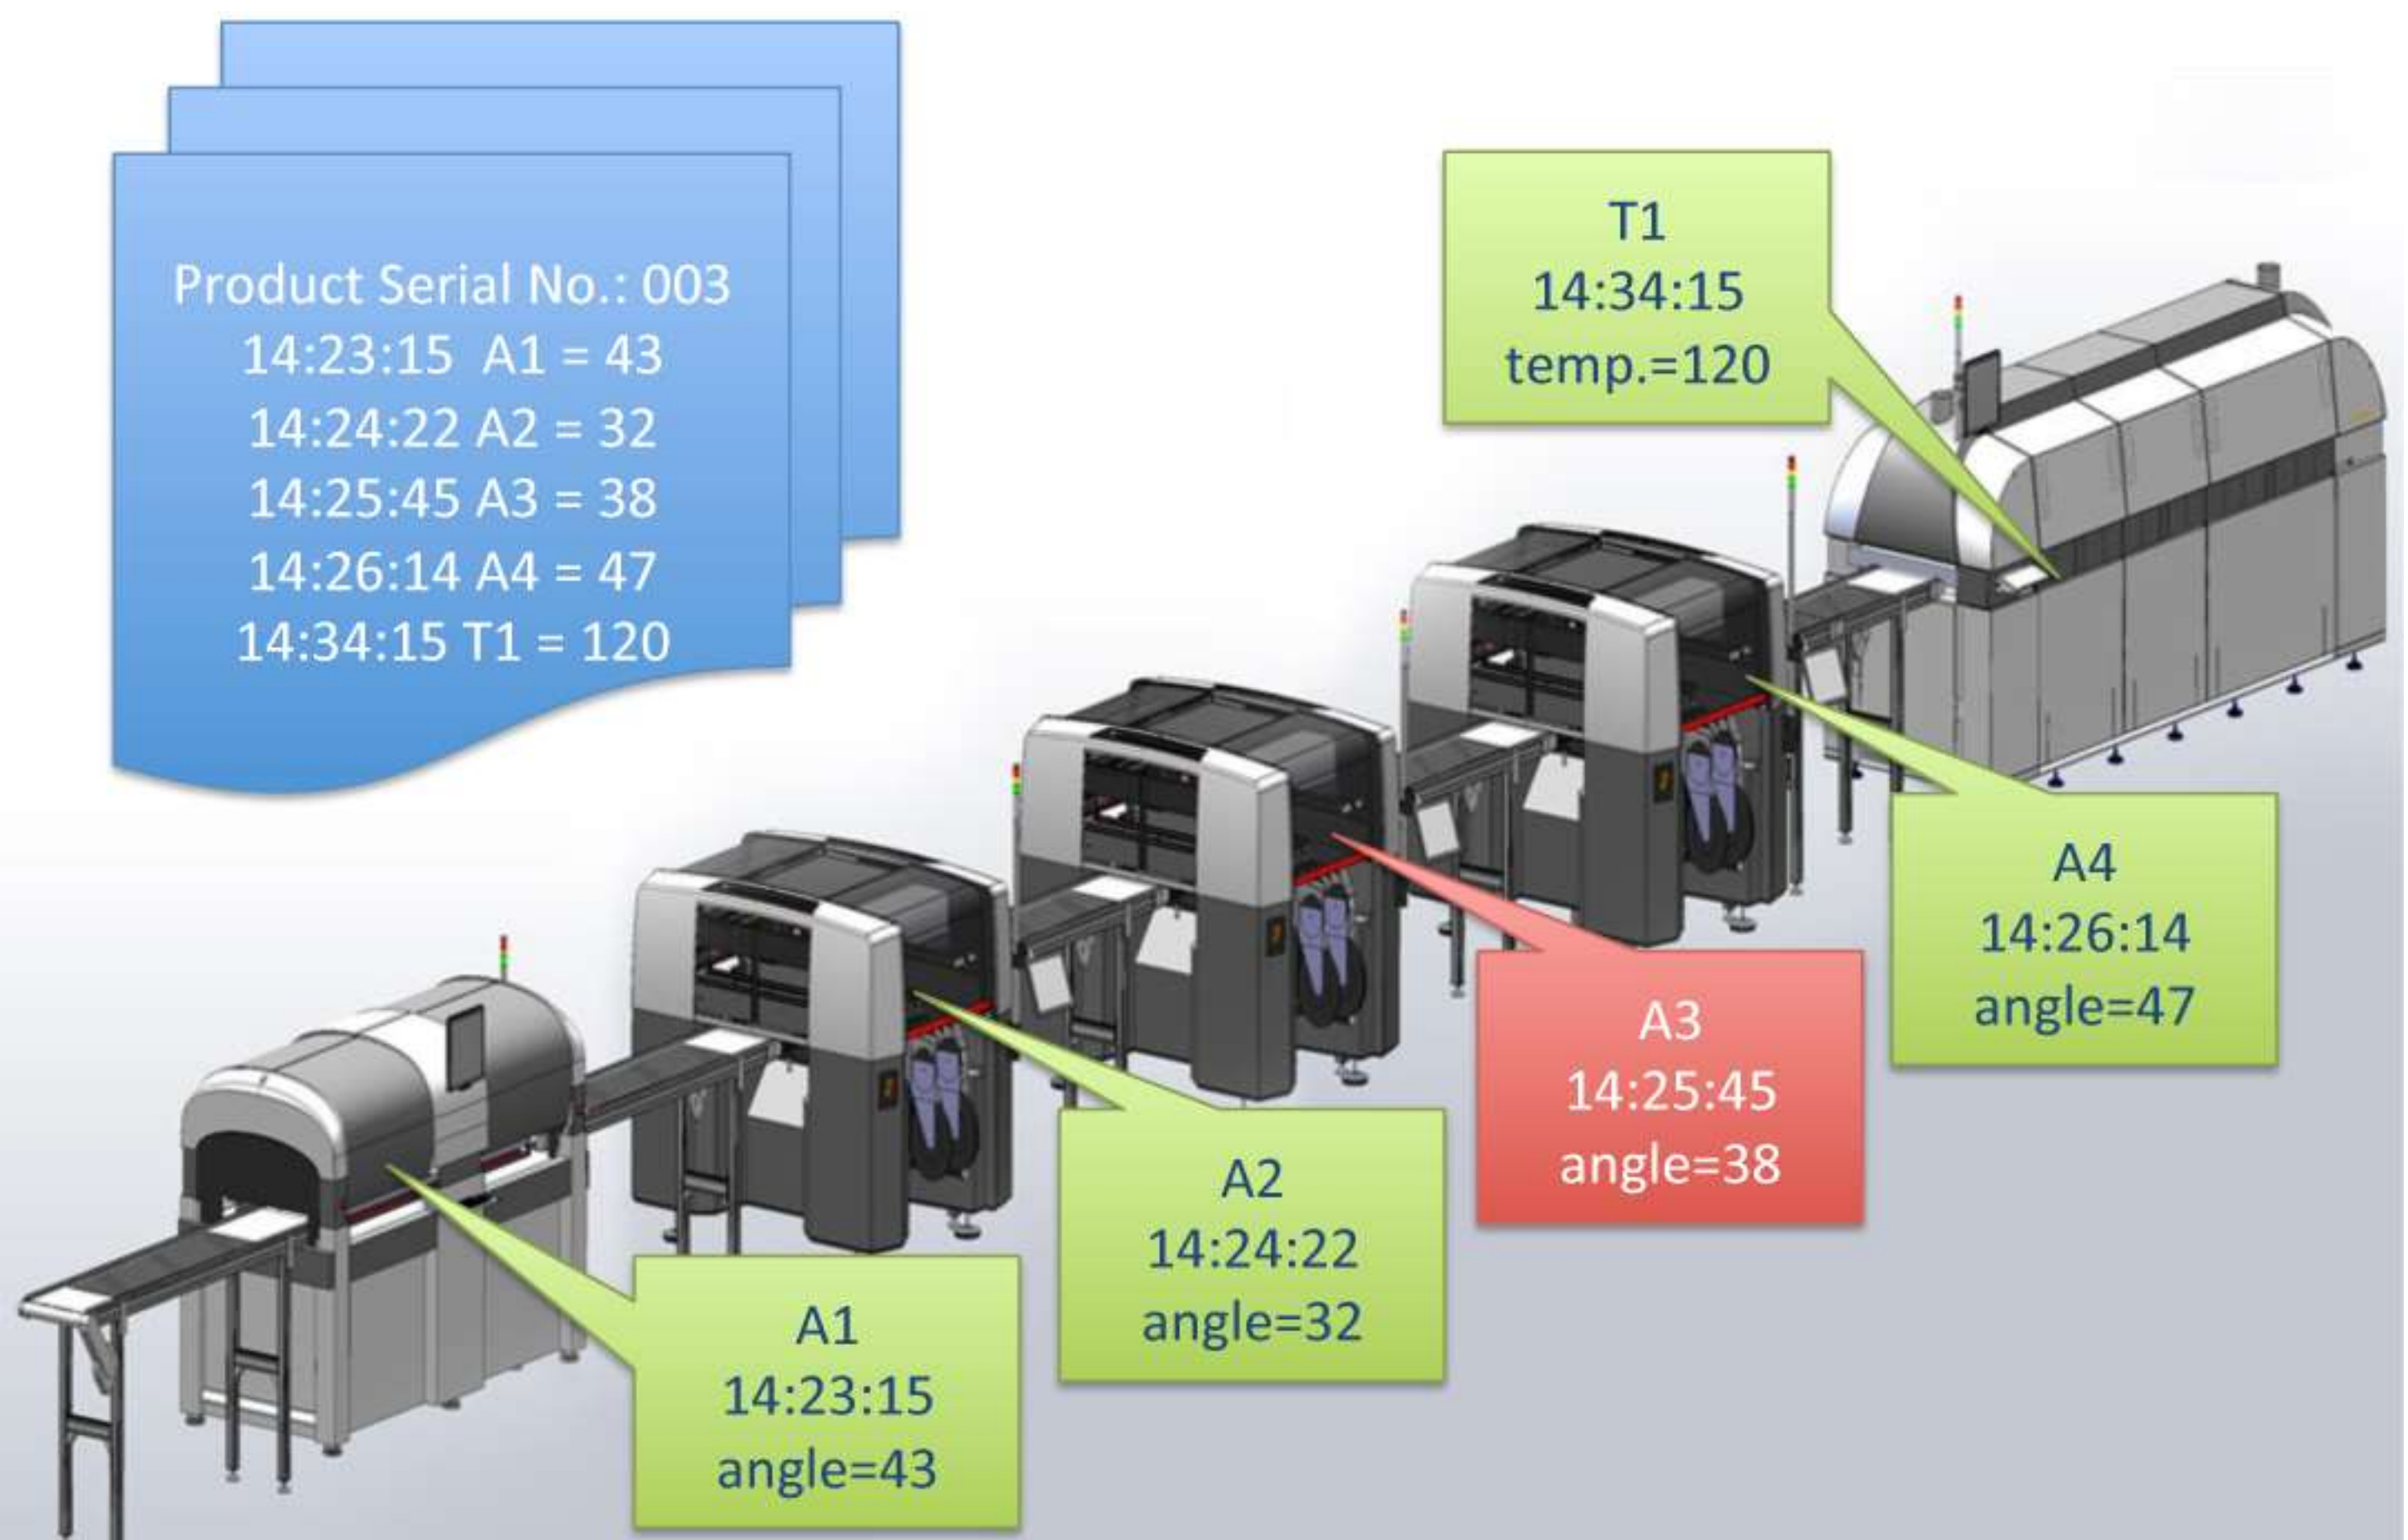 Product Serial No.: 003
14:23:15  A1 = 43
14:24:22 A2 = 32
14:25:45 A3 = 38
14:26:14 A4 = 47
14:34:15 T1 = 120
T1
14:34:15
temp.=120
A4
14:26:14
angle=47
A3
14:25:45
angle=38
A2
14:24:22
angle=32
A1
14:23:15
angle=43